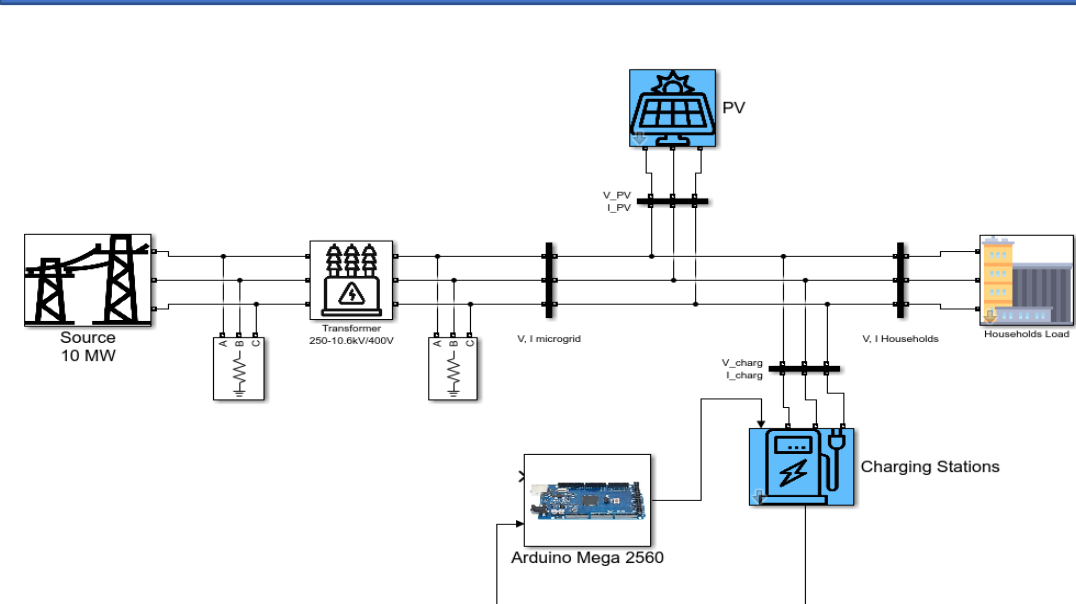 PV
V_PV
I_PV
Source
10 MW
A B C
Transformer
250-10.6kV/400V
A B C
V, I microgrid
V, I Households
Households Load
V_charg
I_charg
Charging Stations
Arduino Mega 2560